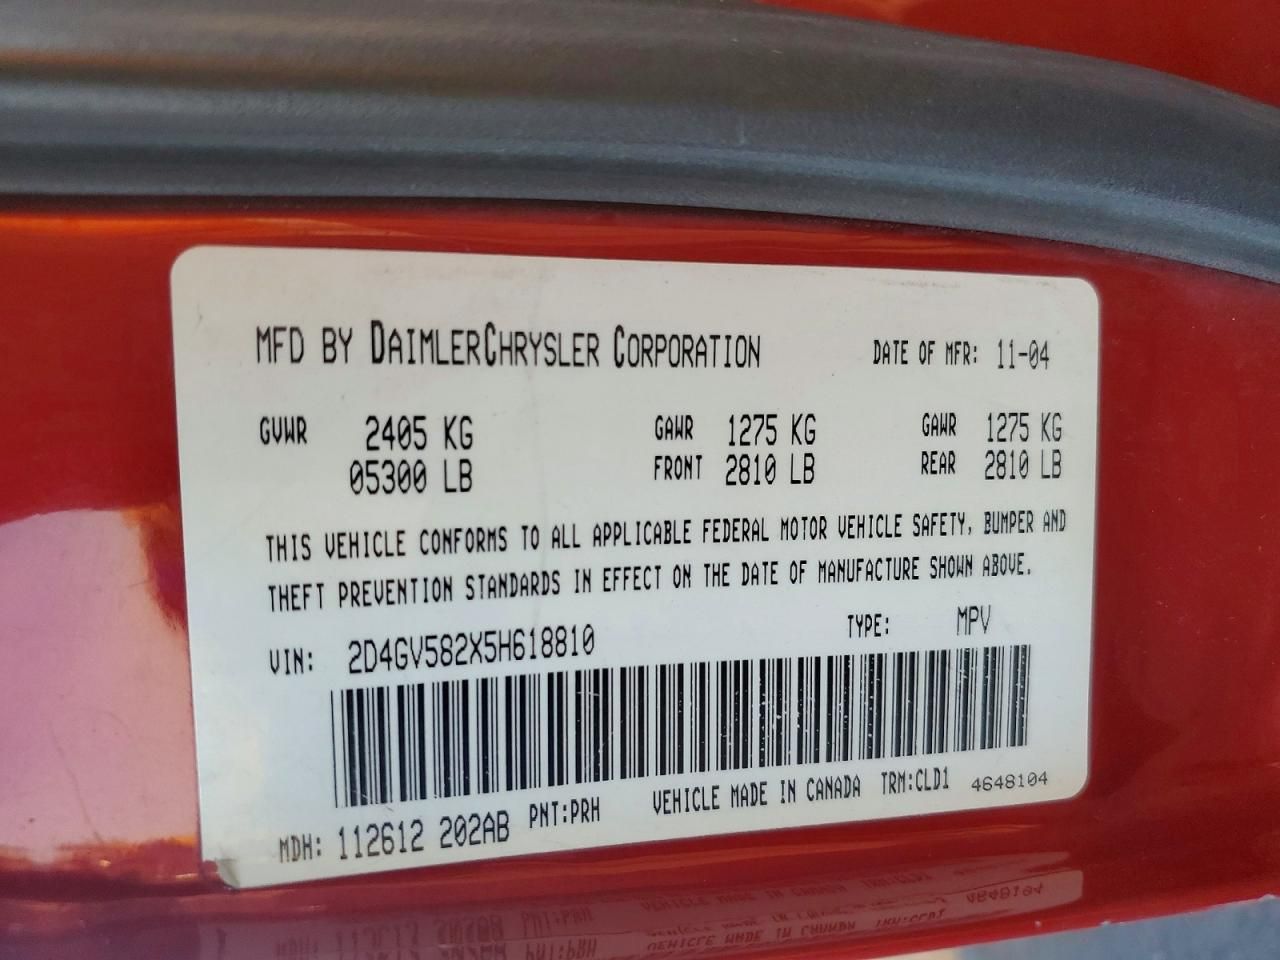 MFD BY DAIMLERCHRYSLER CORPORATION DATE OF MFR: 11-04
GVWR 2405 KG GAWR 1275 KG GAWR 1275 KG
05300 LB FRONT 2810 LB REAR 2810 LB
THIS VEHICLE CONFORMS TO ALL APPLICABLE FEDERAL MOTOR VEHICLE SAFETY, BUMPER AND
THEFT PREVENTION STANDARDS IN EFFECT ON THE DATE OF MANUFACTURE SHOWN ABOVE.
VIN: 2D4GV582X5H618810 TYPE: MPV
MDH: 112612 202AB PNT:PRH VEHICLE MADE IN CANADA TRM:CLD1 4648104